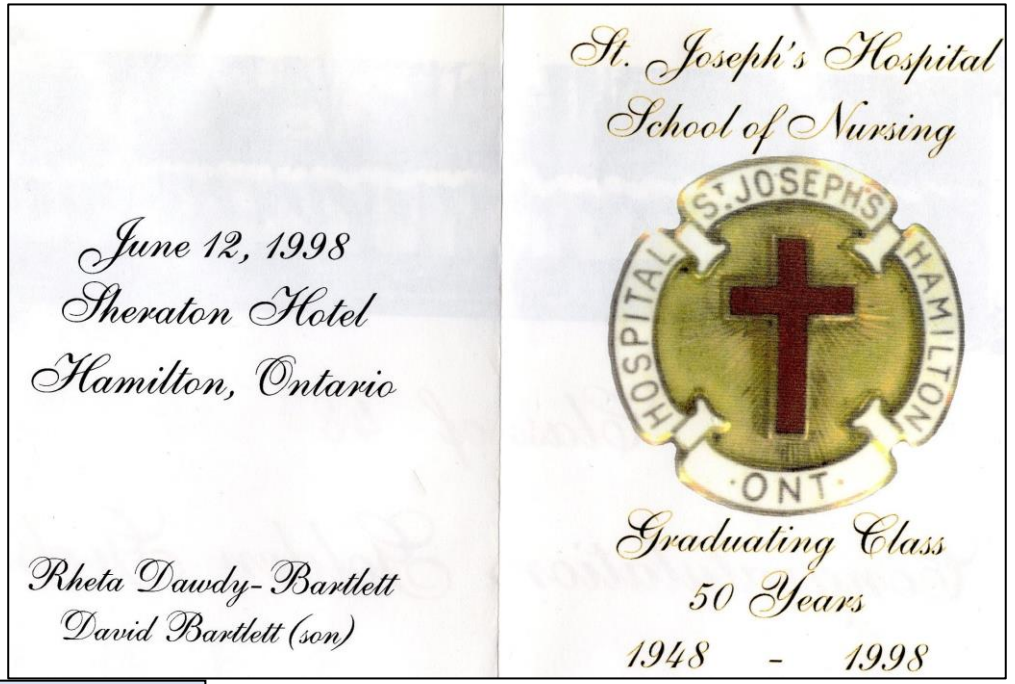 June 12, 1998
Sheraton Hotel
Hamilton, Ontario
Rheta Dawdy-Bartlett
David Bartlett (son)
St. Joseph's Hospital
School of Nursing
ST. JOSEPH'S
HOSPITAL
HAMILTON
·ONT·
Graduating Class
50 Years
1948 - 1998